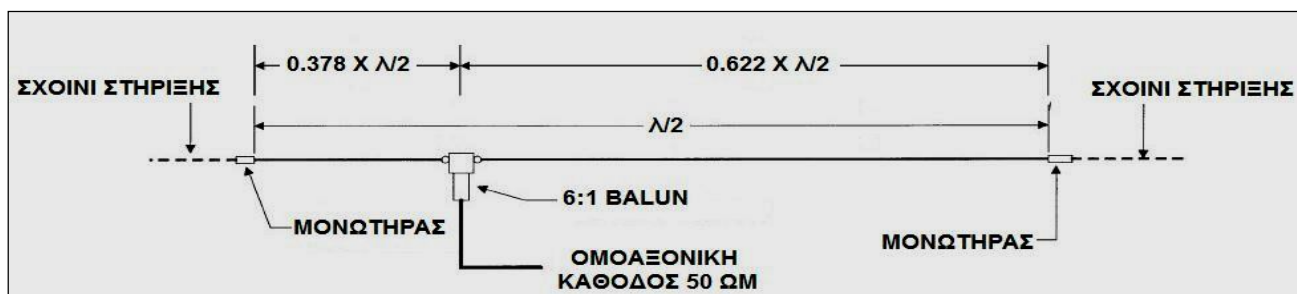 0.378 X λ/2
0.622 X λ/2
ΣΧΟΙΝΙ ΣΤΗΡΙΞΗΣ
ΣΧΟΙΝΙ ΣΤΗΡΙΞΗΣ
λ/2
6:1 BALUN
ΜΟΝΩΤΗΡΑΣ
ΜΟΝΩΤΗΡΑΣ
ΟΜΟΑΞΟΝΙΚΗ
ΚΑΘΟΔΟΣ 50 ΩΜ